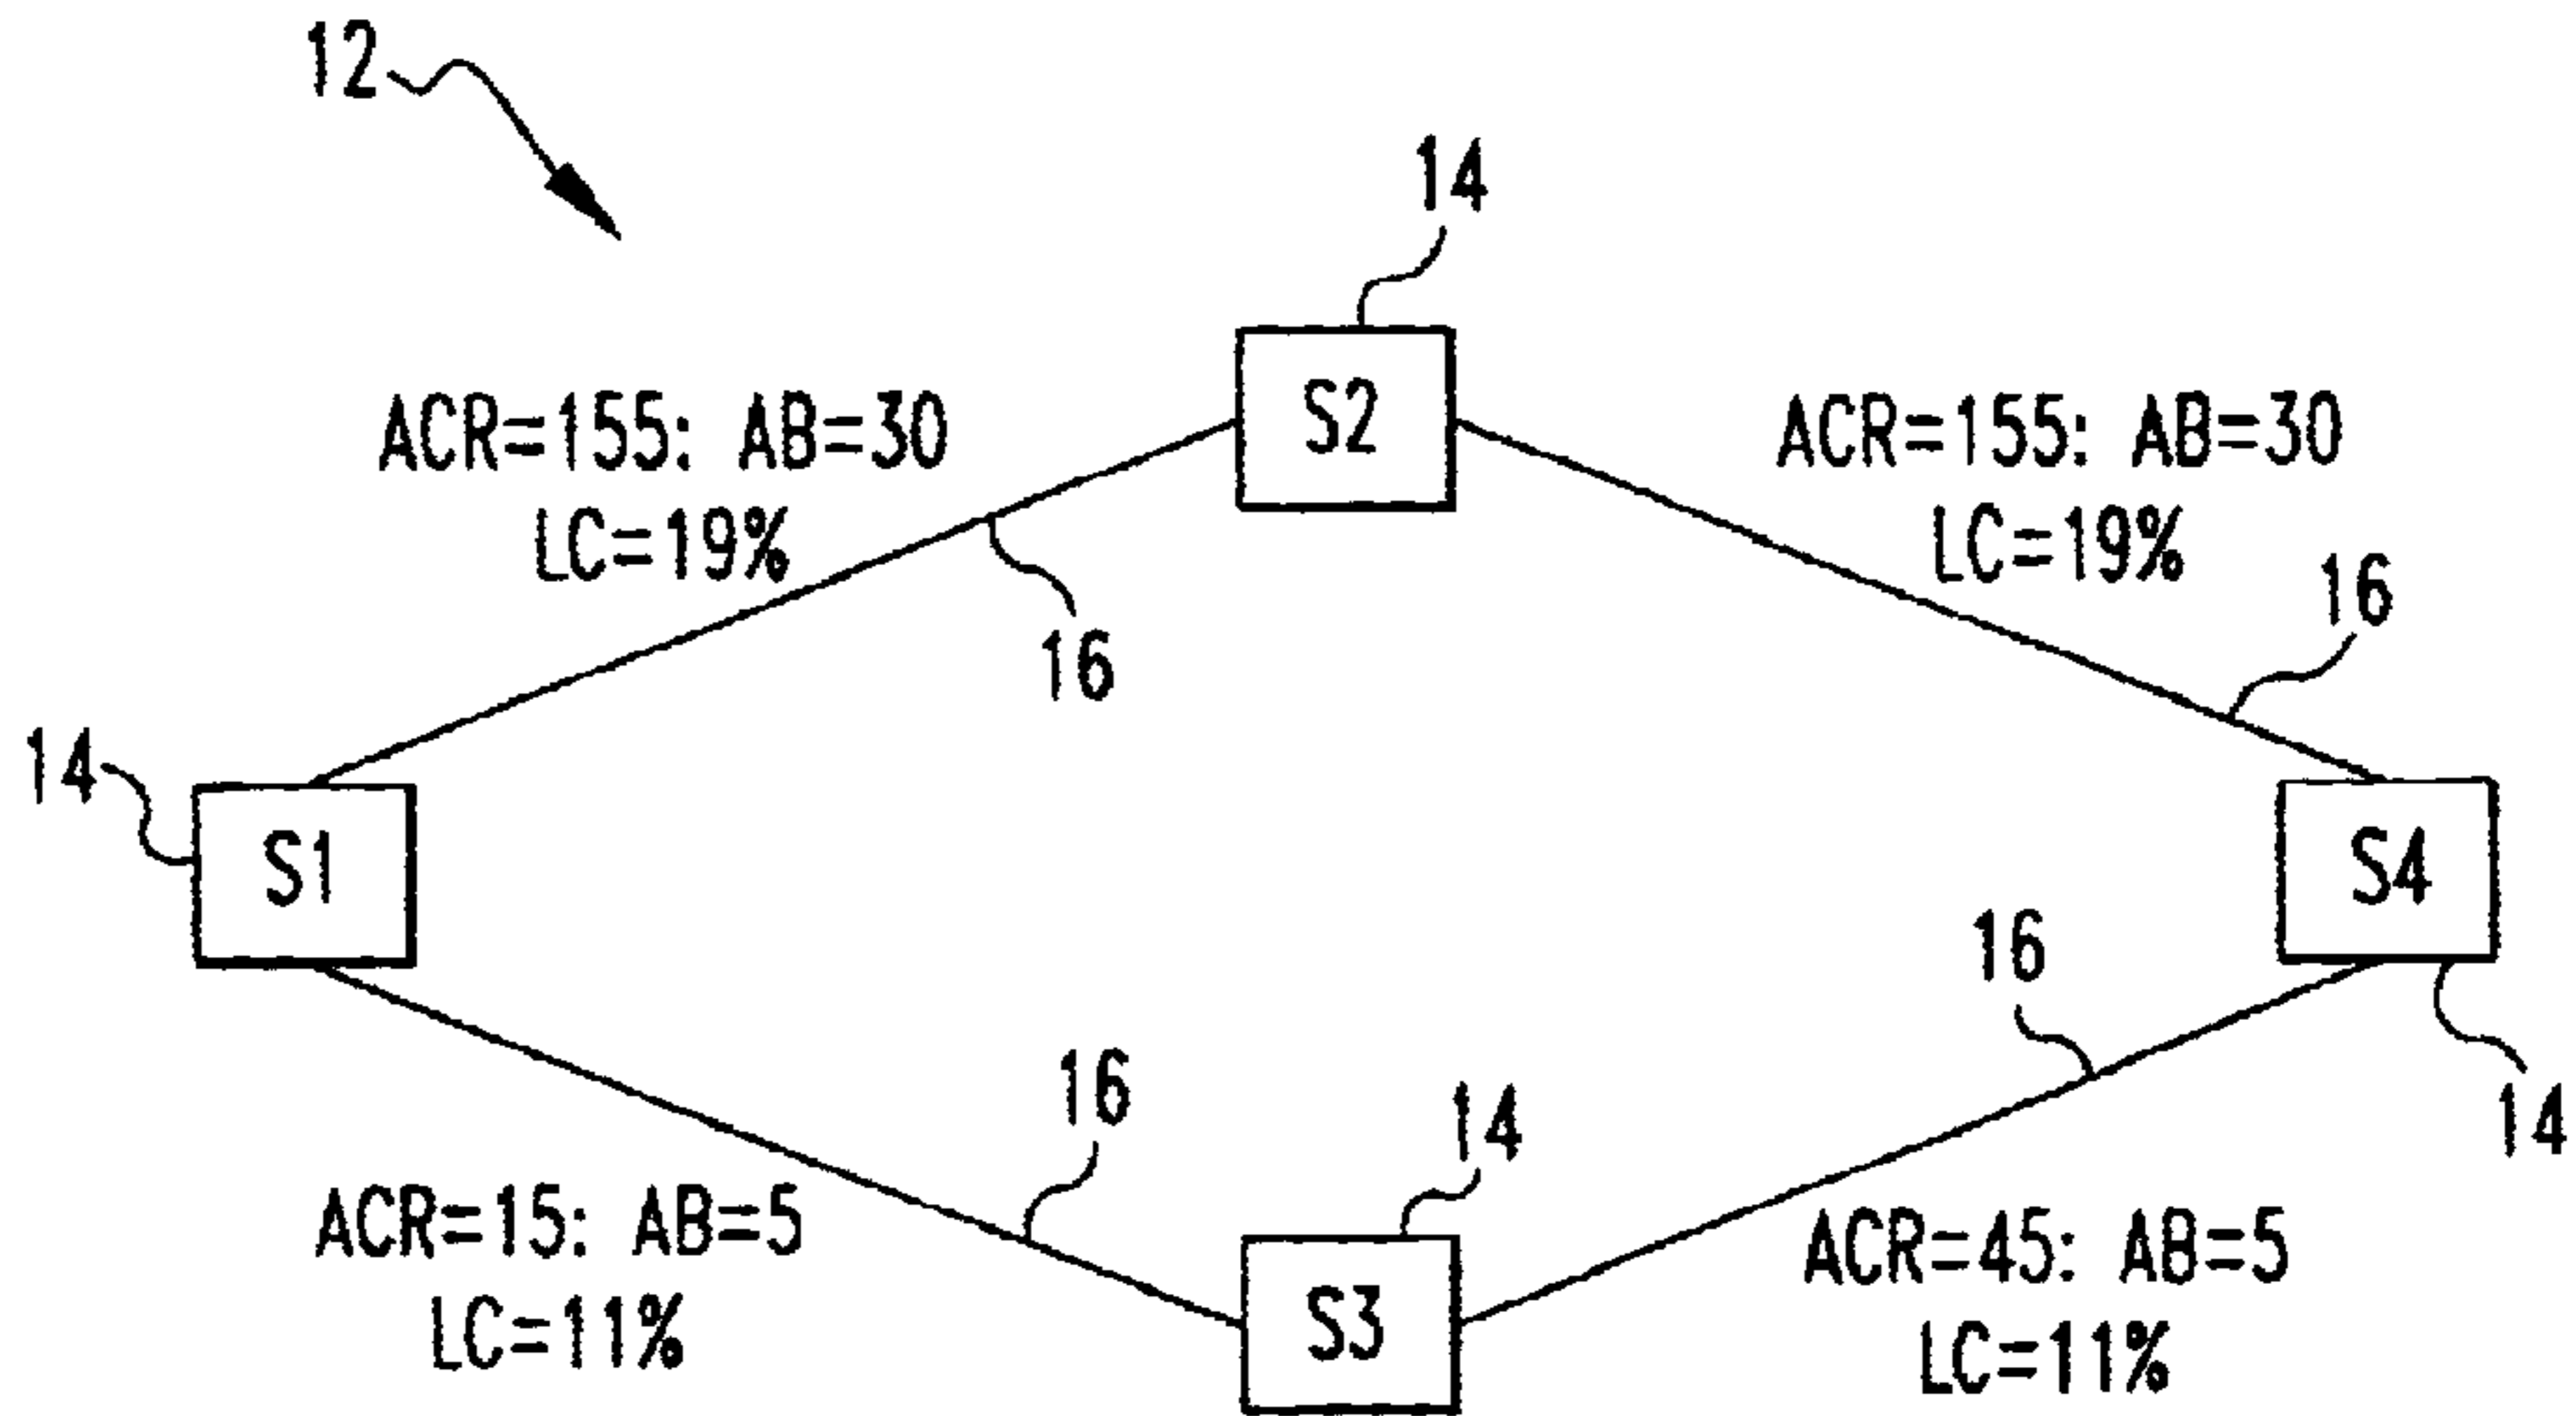 12
14
S2
ACR=155: AB=30
LC=19%
ACR=155: AB=30
LC=19%
16
16
14
S1
S4
16
14
16
14
S3
ACR=15: AB=5
LC=11%
ACR=45: AB=5
LC=11%